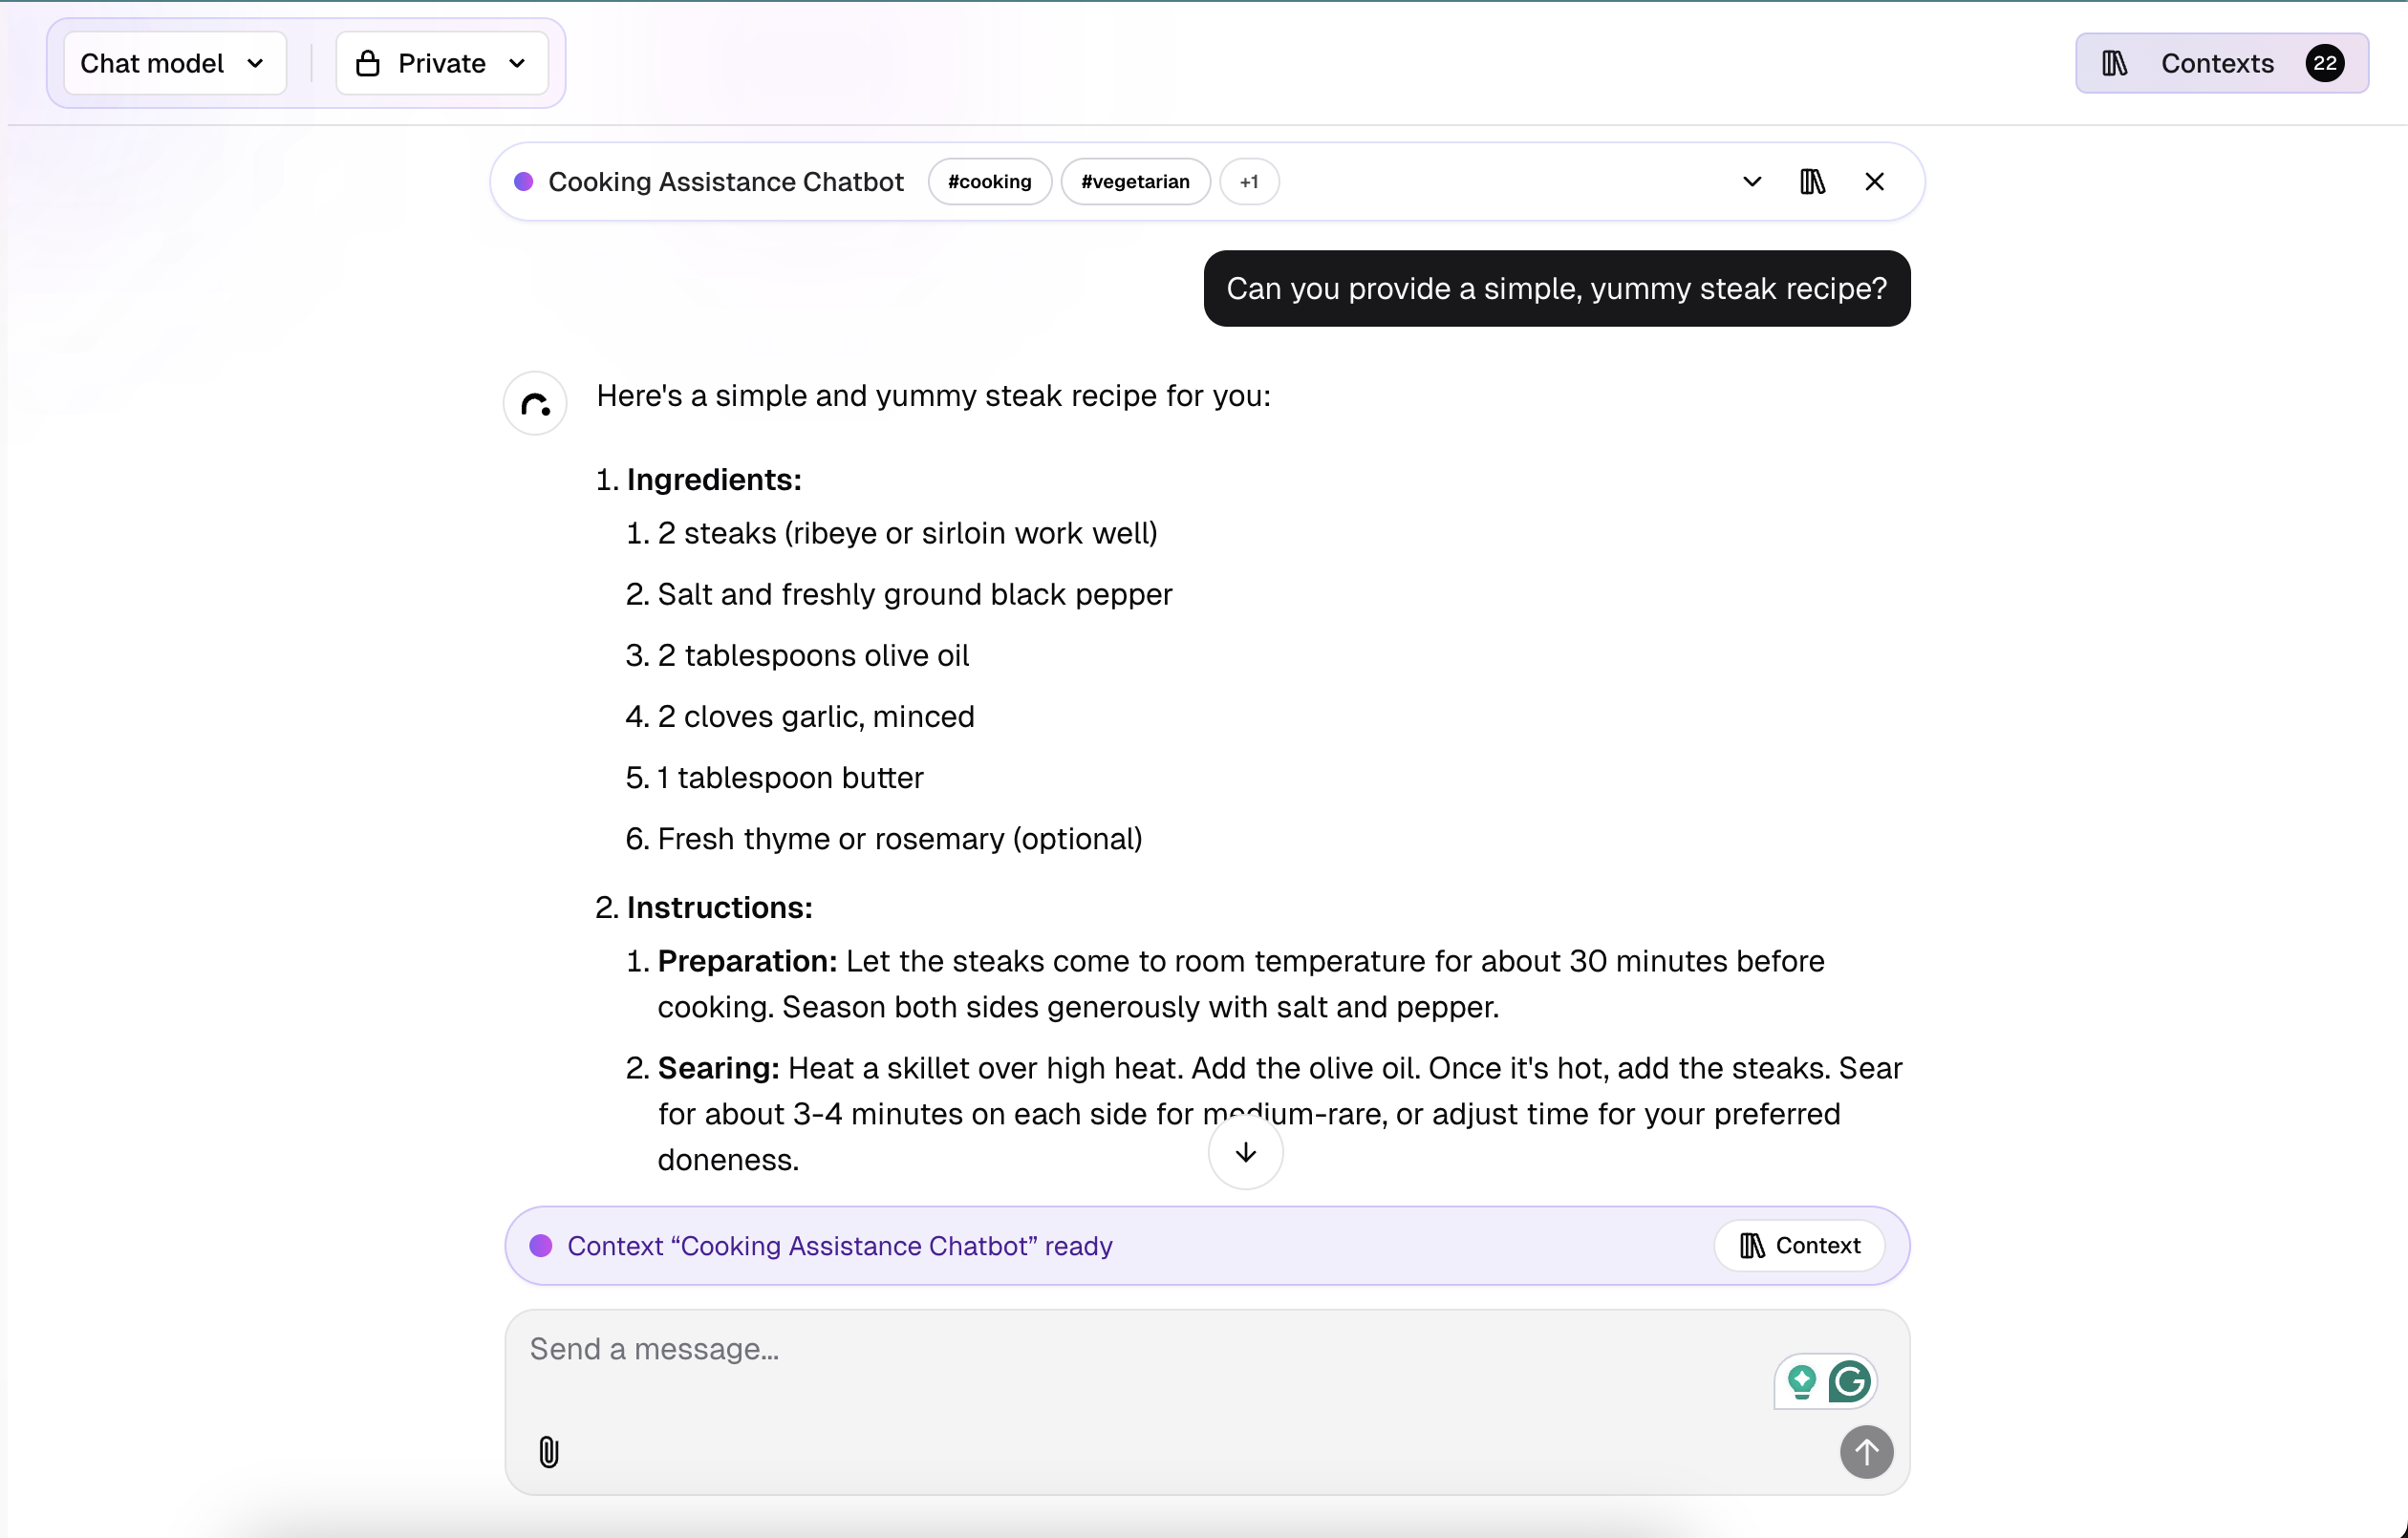 Chat model
Private
Contexts 22
Cooking Assistance Chatbot #cooking #vegetarian +1
Can you provide a simple, yummy steak recipe?
Here's a simple and yummy steak recipe for you:
1. Ingredients:
1. 2 steaks (ribeye or sirloin work well)
2. Salt and freshly ground black pepper
3. 2 tablespoons olive oil
4. 2 cloves garlic, minced
5. 1 tablespoon butter
6. Fresh thyme or rosemary (optional)
2. Instructions:
1. Preparation: Let the steaks come to room temperature for about 30 minutes before
cooking. Season both sides generously with salt and pepper.
2. Searing: Heat a skillet over high heat. Add the olive oil. Once it's hot, add the steaks. Sear
for about 3-4 minutes on each side for medium-rare, or adjust time for your preferred
doneness.
Context “Cooking Assistance Chatbot” ready
Context
Send a message...